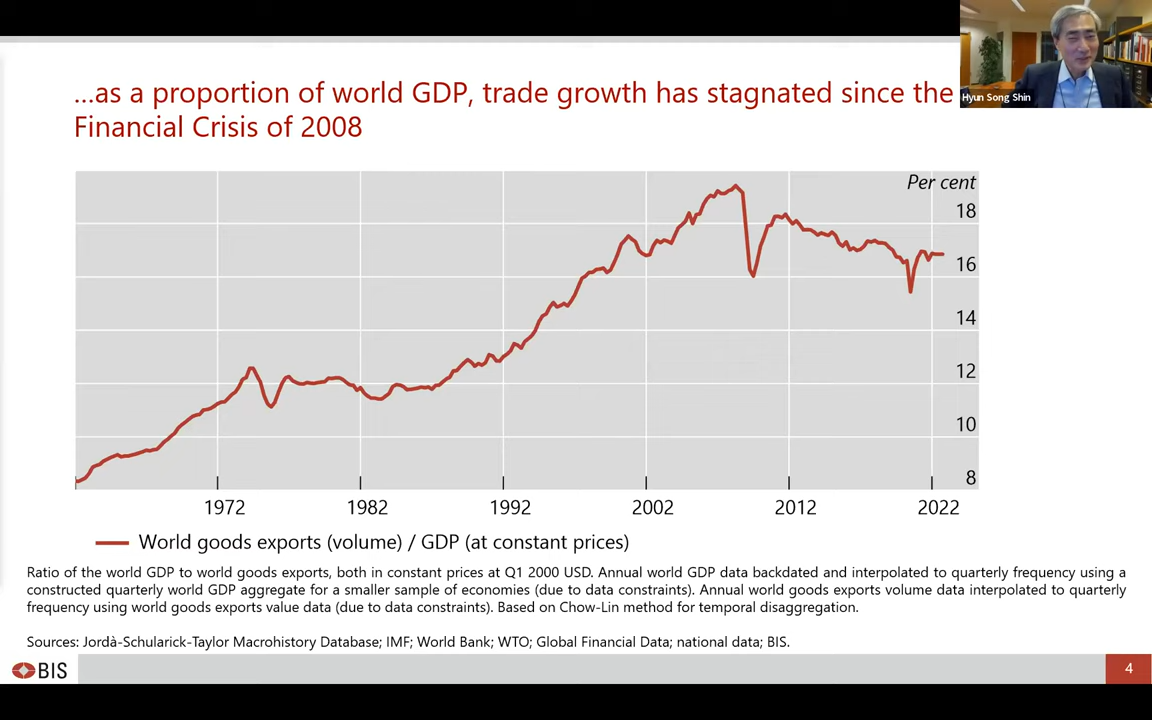 ...as a proportion of world GDP, trade growth has stagnated since the
Financial Crisis of 2008
Hyun Song Shin
Per cent
18
16
14
12
10
8
1972 1982 1992 2002 2012 2022
World goods exports (volume) / GDP (at constant prices)
Ratio of the world GDP to world goods exports, both in constant prices at Q1 2000 USD. Annual world GDP data backdated and interpolated to quarterly frequency using a
constructed quarterly world GDP aggregate for a smaller sample of economies (due to data constraints). Annual world goods exports volume data interpolated to quarterly
frequency using world goods exports value data (due to data constraints). Based on Chow-Lin method for temporal disaggregation.
Sources: Jordà-Schularick-Taylor Macrohistory Database; IMF; World Bank; WTO; Global Financial Data; national data; BIS.
BIS
4